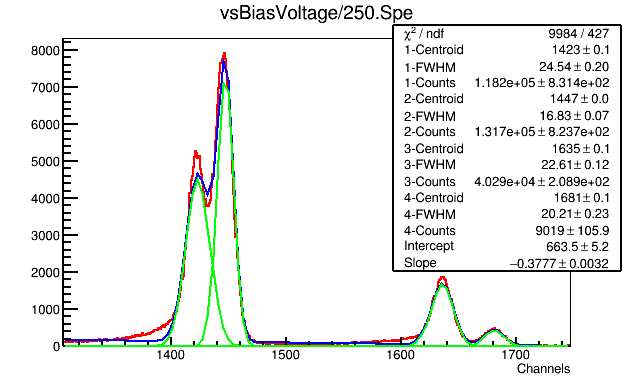 vsBiasVoltage/250.Spe
χ² / ndf 9984 / 427
1-Centroid 1423 ± 0.1
1-FWHM 24.54 ± 0.20
1-Counts 1.182e+05 ± 8.314e+02
2-Centroid 1447 ± 0.0
2-FWHM 16.83 ± 0.07
2-Counts 1.317e+05 ± 8.237e+02
3-Centroid 1635 ± 0.1
3-FWHM 22.61 ± 0.12
3-Counts 4.029e+04 ± 2.089e+02
4-Centroid 1681 ± 0.1
4-FWHM 20.21 ± 0.23
4-Counts 9019 ± 105.9
Intercept 663.5 ± 5.2
Slope −0.3777 ± 0.0032
8000
7000
6000
5000
4000
3000
2000
1000
0
1400 1500 1600 1700
Channels